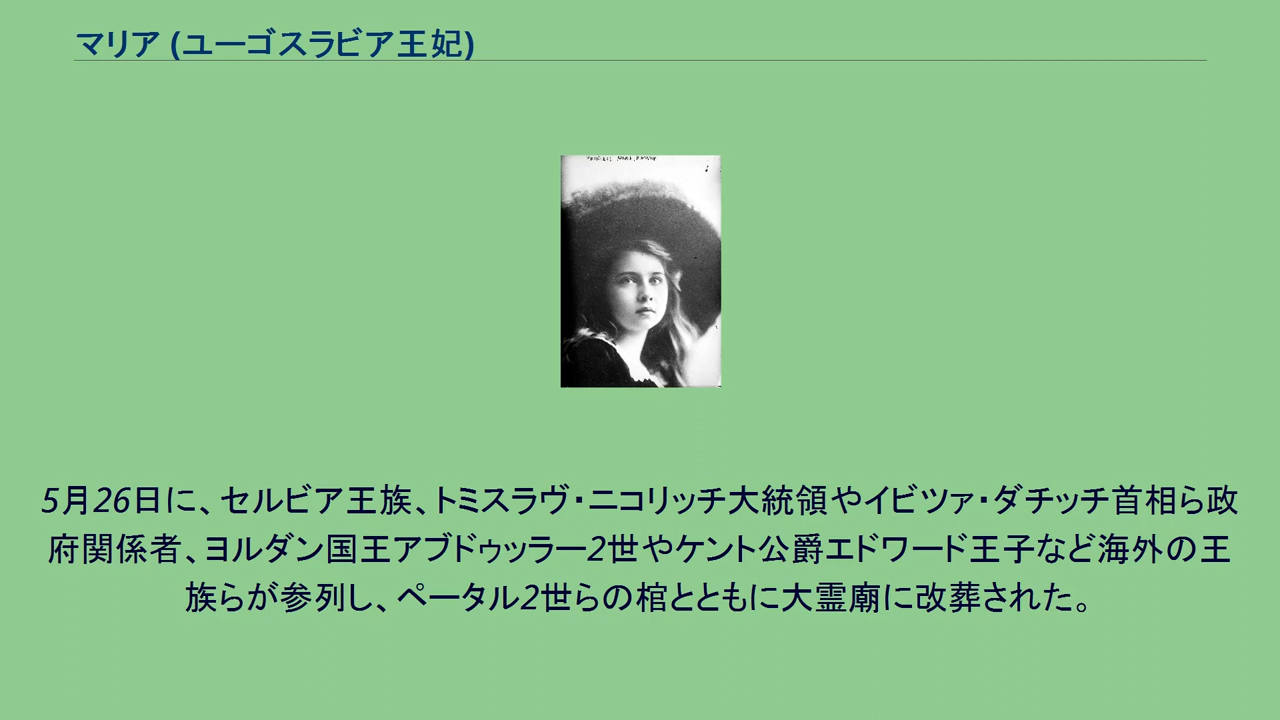 マリア (ユーゴスラビア王妃)
5月26日に、セルビア王族、トミスラヴ・ニコリッチ大統領やイビツァ・ダチッチ首相ら政
府関係者、ヨルダン国王アブドゥッラー2世やケント公爵エドワード王子など海外の王
族らが参列し、ペータル2世らの棺とともに大霊廟に改葬された。